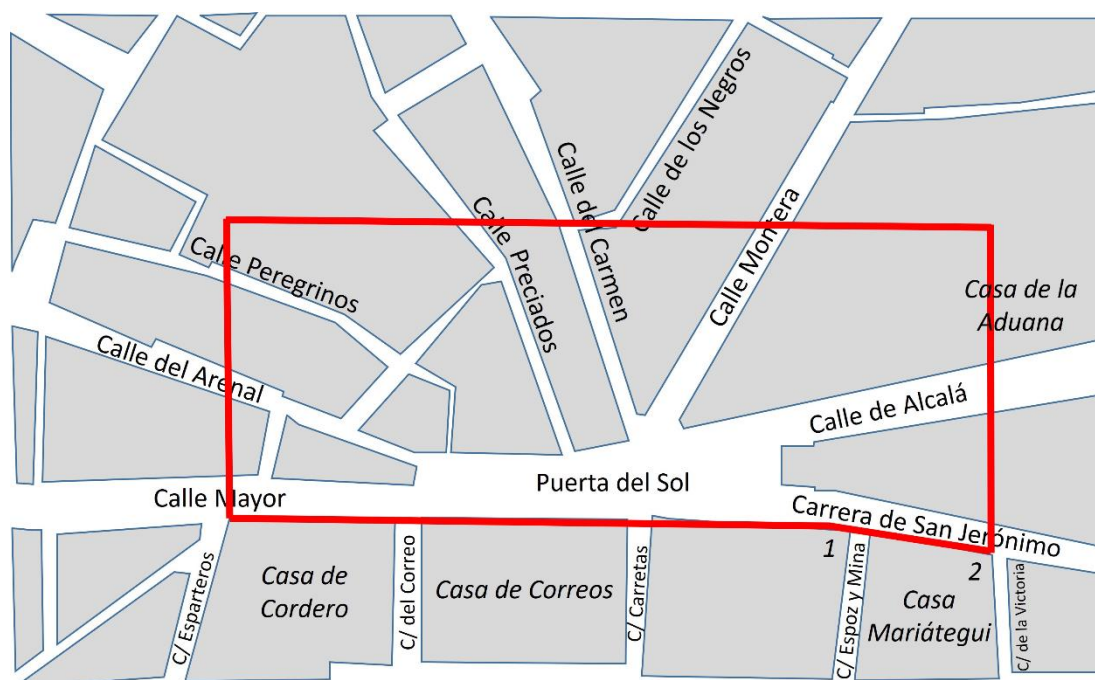 Calle de los Negros
Calle del Carmen
Calle Montera
Calle Preciados
Calle Peregrinos
Casa de la
Aduana
Calle del Arenal
Calle de Alcalá
Puerta del Sol
Calle Mayor
Carrera de San Jerónimo
1
2
C/ Esparteros
Casa de
Cordero
C/ del Correo
Casa de Correos
C/ Carretas
C/ Espoz y Mina
Casa
Mariátegui
C/ de la Victoria